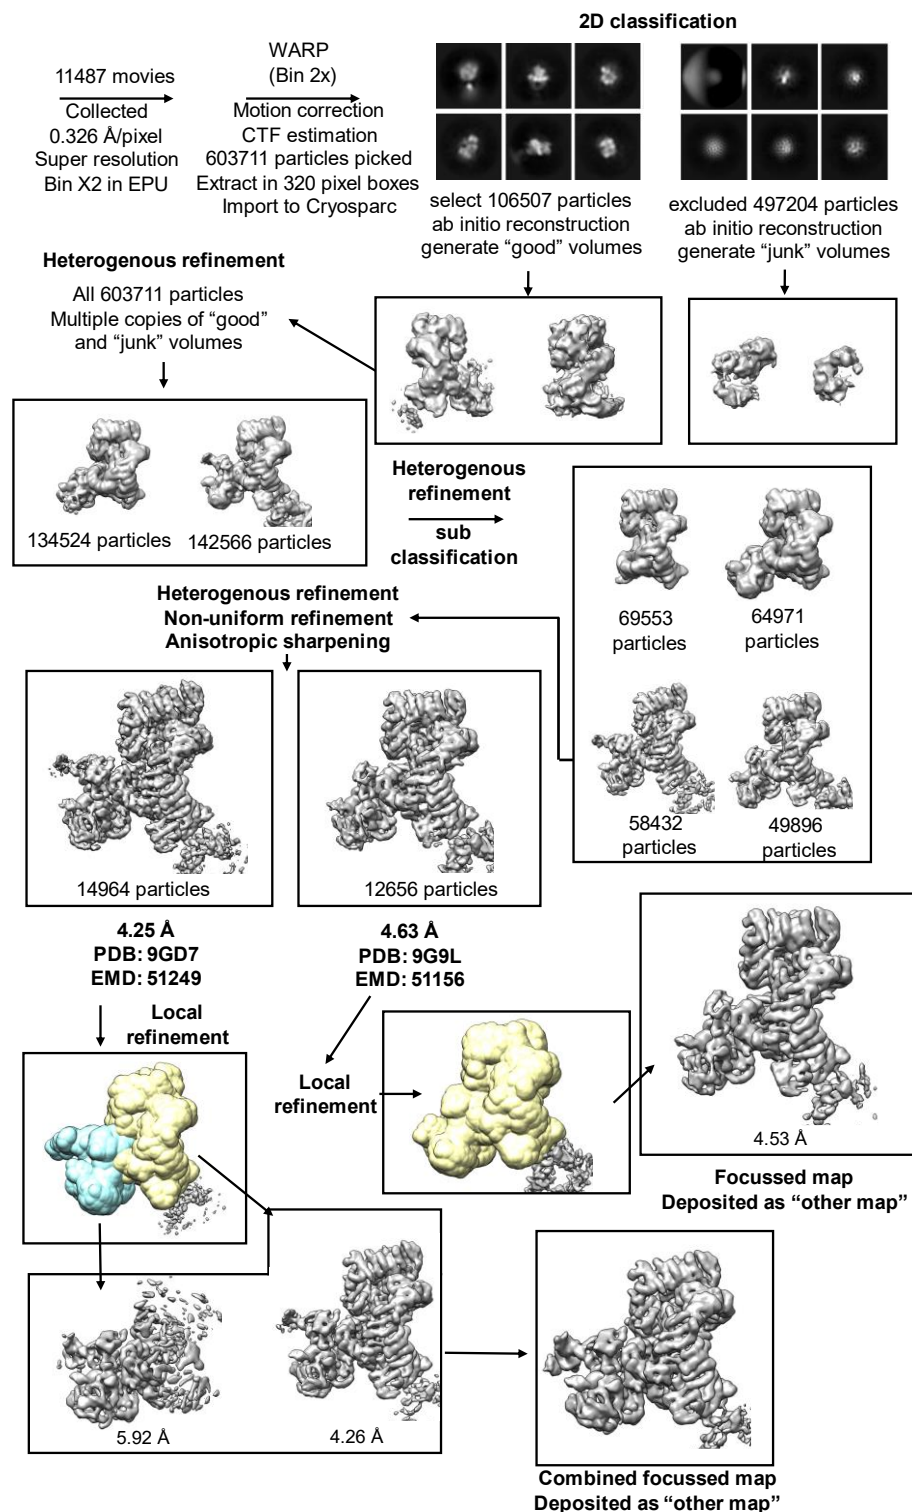 2D classification
11487 movies
Collected
0.326 Å/pixel
Super resolution
Bin X2 in EPU
WARP
(Bin 2x)
Motion correction
CTF estimation
603711 particles picked
Extract in 320 pixel boxes
Import to Cryosparc
select 106507 particles
ab initio reconstruction
generate “good” volumes
excluded 497204 particles
ab initio reconstruction
generate “junk” volumes
Heterogenous refinement
All 603711 particles
Multiple copies of “good”
and “junk” volumes
134524 particles
142566 particles
Heterogenous
refinement
sub
classification
69553
particles
64971
particles
58432
particles
49896
particles
Heterogenous refinement
Non-uniform refinement
Anisotropic sharpening
14964 particles
12656 particles
4.25 Å
PDB: 9GD7
EMD: 51249
4.63 Å
PDB: 9G9L
EMD: 51156
Local
refinement
Local
refinement
4.53 Å
Focussed map
Deposited as “other map”
5.92 Å
4.26 Å
Combined focussed map
Deposited as “other map”